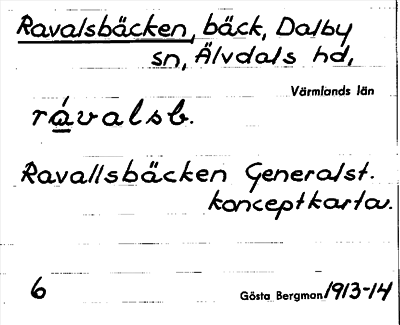 Ravalsbäcken, bäck, Dalby
sn, Älvdals hd,
Värmlands län
rávalsb.
Ravallsbäcken Generalst.
konceptkarta.
6 Gösta Bergman 1913-14